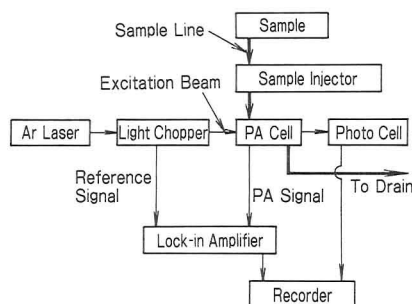 Sample
Sample Line
Sample Injector
Excitation Beam
Ar Laser
Light Chopper
PA Cell
Photo Cell
Reference
Signal
PA Signal
To Drain
Lock-in Amplifier
Recorder